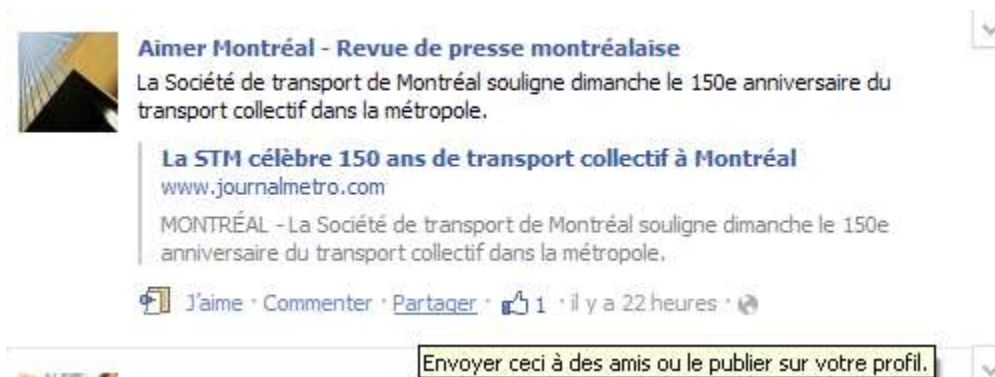 Aimer Montréal - Revue de presse montréalaise
La Société de transport de Montréal souligne dimanche le 150e anniversaire du
transport collectif dans la métropole.
La STM célèbre 150 ans de transport collectif à Montréal
www.journalmetro.com
MONTRÉAL - La Société de transport de Montréal souligne dimanche le 150e
anniversaire du transport collectif dans la métropole.
J'aime · Commenter · Partager · 1 · il y a 22 heures ·
Envoyer ceci à des amis ou le publier sur votre profil.